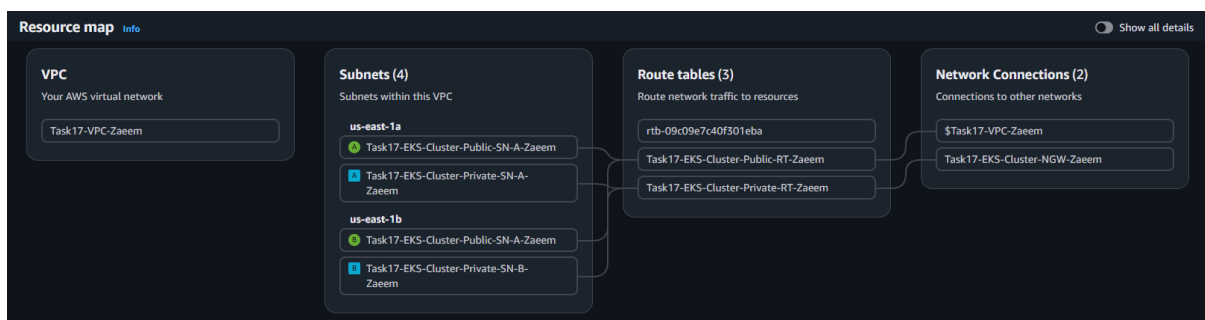 Resource map Info
Show all details
VPC
Your AWS virtual network
Task17-VPC-Zaeem
Subnets (4)
Subnets within this VPC
us-east-1a
A Task17-EKS-Cluster-Public-SN-A-Zaeem
A Task17-EKS-Cluster-Private-SN-A-
Zaeem
us-east-1b
B Task17-EKS-Cluster-Public-SN-A-Zaeem
B Task17-EKS-Cluster-Private-SN-B-
Zaeem
Route tables (3)
Route network traffic to resources
rtb-09c09e7c40f301eba
Task17-EKS-Cluster-Public-RT-Zaeem
Task17-EKS-Cluster-Private-RT-Zaeem
Network Connections (2)
Connections to other networks
$Task17-VPC-Zaeem
Task17-EKS-Cluster-NGW-Zaeem